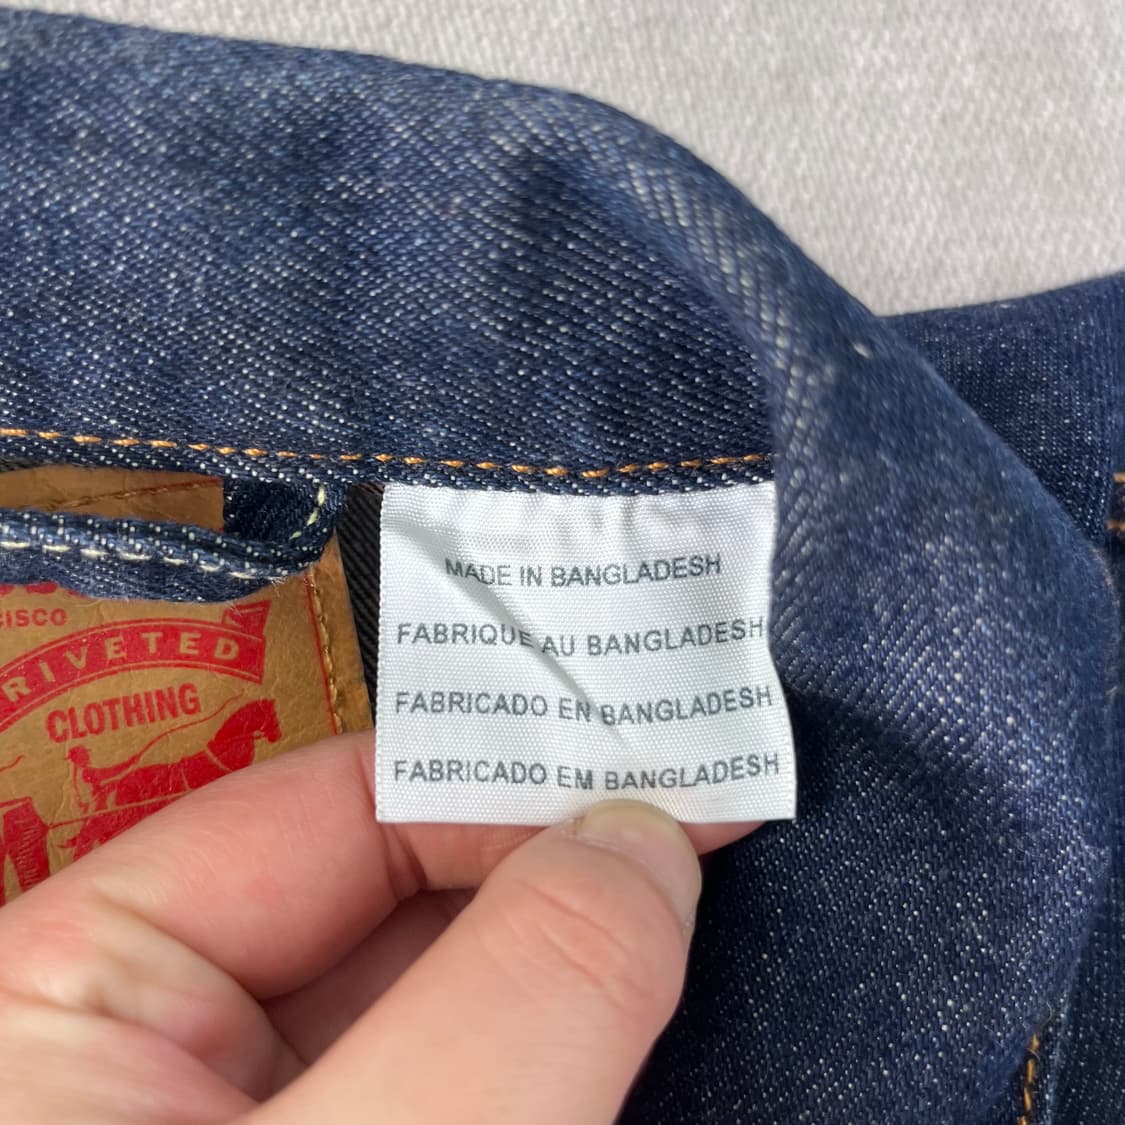 MADE IN BANGLADESH
FABRIQUE AU BANGLADESH
FABRICADO EN BANGLADESH
FABRICADO EM BANGLADESH
CISCO
RIVETED
CLOTHING